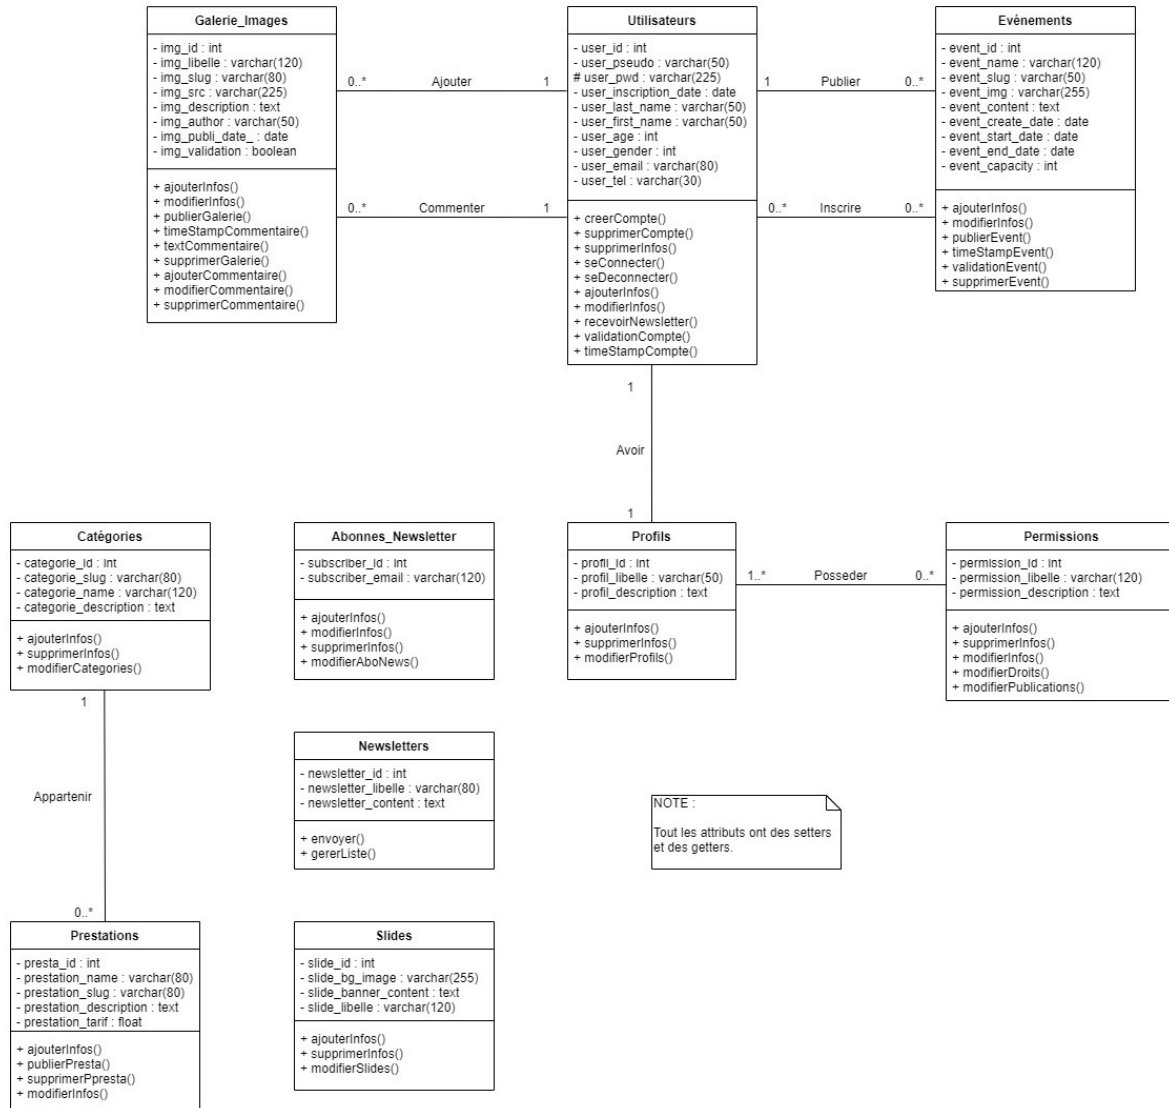 Galerie_Images
- img_id : int
- img_libelle : varchar(120)
- img_slug : varchar(80)
- img_src : varchar(225)
- img_description : text
- img_author : varchar(50)
- img_publi_date_ : date
- img_validation : boolean
+ ajouterInfos()
+ modifierInfos()
+ publierGalerie()
+ timeStampCommentaire()
+ textCommentaire()
+ supprimerGalerie()
+ ajouterCommentaire()
+ modifierCommentaire()
+ supprimerCommentaire()
0..* Ajouter 1
0..* Commenter 1
Utilisateurs
- user_id : int
- user_pseudo : varchar(50)
# user_pwd : varchar(225)
- user_inscription_date : date
- user_last_name : varchar(50)
- user_first_name : varchar(50)
- user_age : int
- user_gender : int
- user_email : varchar(80)
- user_tel : varchar(30)
+ creerCompte()
+ supprimerCompte()
+ supprimerInfos()
+ seConnecter()
+ seDeconnecter()
+ ajouterInfos()
+ modifierInfos()
+ recevoirNewsletter()
+ validationCompte()
+ timeStampCompte()
1 Publier 0..*
0..* Inscrire 0..*
Evénements
- event_id : int
- event_name : varchar(120)
- event_slug : varchar(50)
- event_img : varchar(255)
- event_content : text
- event_create_date : date
- event_start_date : date
- event_end_date : date
- event_capacity : int
+ ajouterInfos()
+ modifierInfos()
+ publierEvent()
+ timeStampEvent()
+ validationEvent()
+ supprimerEvent()
1
Avoir
1
Catégories
- categorie_id : int
- categorie_slug : varchar(80)
- categorie_name : varchar(120)
- categorie_description : text
+ ajouterInfos()
+ supprimerInfos()
+ modifierCategories()
Abonnes_Newsletter
- subscriber_id : int
- subscriber_email : varchar(120)
+ ajouterInfos()
+ modifierInfos()
+ supprimerInfos()
+ modifierAboNews()
Profils
- profil_id : int
- profil_libelle : varchar(50)
- profil_description : text
+ ajouterInfos()
+ supprimerInfos()
+ modifierProfils()
1..* Posseder 0..*
Permissions
- permission_id : int
- permission_libelle : varchar(120)
- permission_description : text
+ ajouterInfos()
+ supprimerInfos()
+ modifierInfos()
+ modifierDroits()
+ modifierPublications()
1
Appartenir
0..*
Newsletters
- newsletter_id : int
- newsletter_libelle : varchar(80)
- newsletter_content : text
+ envoyer()
+ gererListe()
NOTE :
Tout les attributs ont des setters
et des getters.
Prestations
- presta_id : int
- prestation_name : varchar(80)
- prestation_slug : varchar(80)
- prestation_description : text
- prestation_tarif : float
+ ajouterInfos()
+ publierPresta()
+ supprimerPpresta()
+ modifierInfos()
Slides
- slide_id : int
- slide_bg_image : varchar(255)
- slide_banner_content : text
- slide_libelle : varchar(120)
+ ajouterInfos()
+ supprimerInfos()
+ modifierSlides()